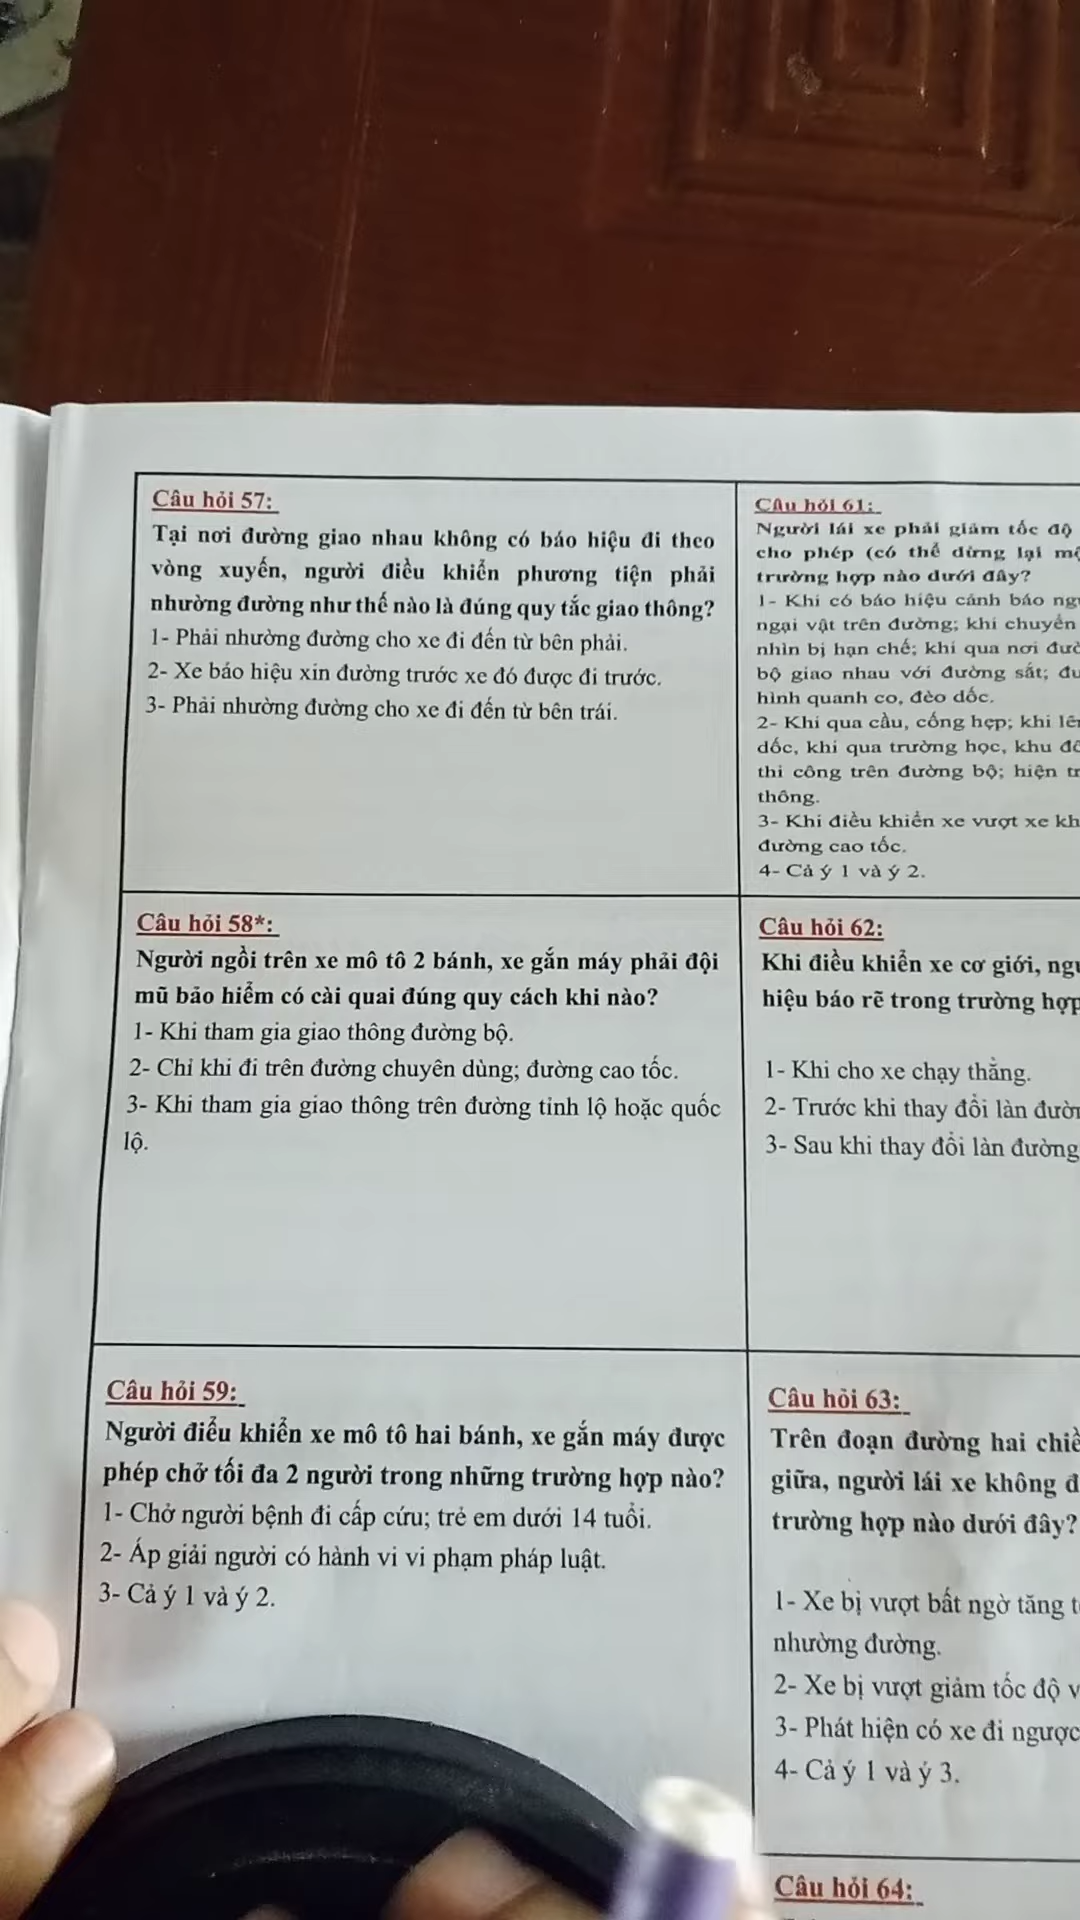 Câu hỏi 57:
Tại nơi đường giao nhau không có báo hiệu đi theo
vòng xuyến, người điều khiển phương tiện phải
nhường đường như thế nào là đúng quy tắc giao thông?
1- Phải nhường đường cho xe đi đến từ bên phải.
2- Xe báo hiệu xin đường trước xe đó được đi trước.
3- Phải nhường đường cho xe đi đến từ bên trái.
Câu hỏi 58*:
Người ngồi trên xe mô tô 2 bánh, xe gắn máy phải đội
mũ bảo hiểm có cài quai đúng quy cách khi nào?
1- Khi tham gia giao thông đường bộ.
2- Chỉ khi đi trên đường chuyên dùng; đường cao tốc.
3- Khi tham gia giao thông trên đường tỉnh lộ hoặc quốc
lộ.
Câu hỏi 59:
Người điểu khiển xe mô tô hai bánh, xe gắn máy được
phép chở tối đa 2 người trong những trường hợp nào?
1- Chở người bệnh đi cấp cứu; trẻ em dưới 14 tuổi.
2- Áp giải người có hành vi vi phạm pháp luật.
3- Cả ý 1 và ý 2.
Câu hỏi 61:
Người lái xe phải giảm tốc độ
cho phép (có thể dừng lại
trường hợp nào dưới đây?
1- Khi có báo hiệu cảnh báo
ngại vật trên đường; khi chuyển
nhìn bị hạn chế; khi qua nơi
bộ giao nhau với đường sắt;
hình quanh co, đèo dốc.
2- Khi qua cầu, cống hẹp; khi
dốc, khi qua trường học, khu
thi công trên đường bộ; hiện
thông.
3- Khi điều khiển xe vượt xe
đường cao tốc.
4- Cả ý 1 và ý 2.
Câu hỏi 62:
Khi điều khiển xe cơ giới,
hiệu báo rẽ trong trường hợp
1- Khi cho xe chạy thẳng.
2- Trước khi thay đổi làn
3- Sau khi thay đổi làn đường
Câu hỏi 63:
Trên đoạn đường hai
giữa, người lái xe không
trường hợp nào dưới đây?
1- Xe bị vượt bất ngờ tăng
nhường đường.
2- Xe bị vượt giảm tốc độ
3- Phát hiện có xe đi ngược
4- Cả ý 1 và ý 3.
Câu hỏi 64: